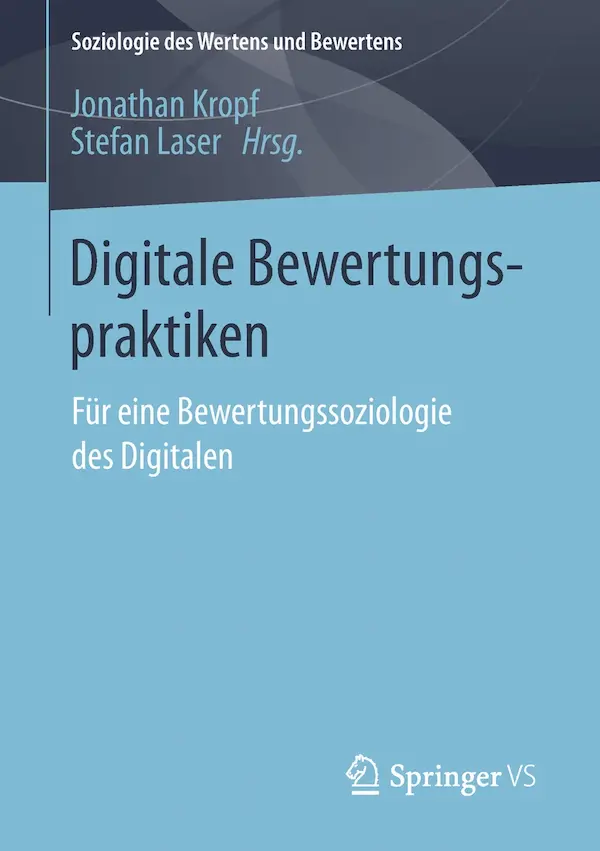 Soziologie des Wertens und Bewertens
Jonathan Kropf
Stefan Laser Hrsg.
Digitale Bewertungs-
praktiken
Für eine Bewertungssoziologie
des Digitalen
Springer VS